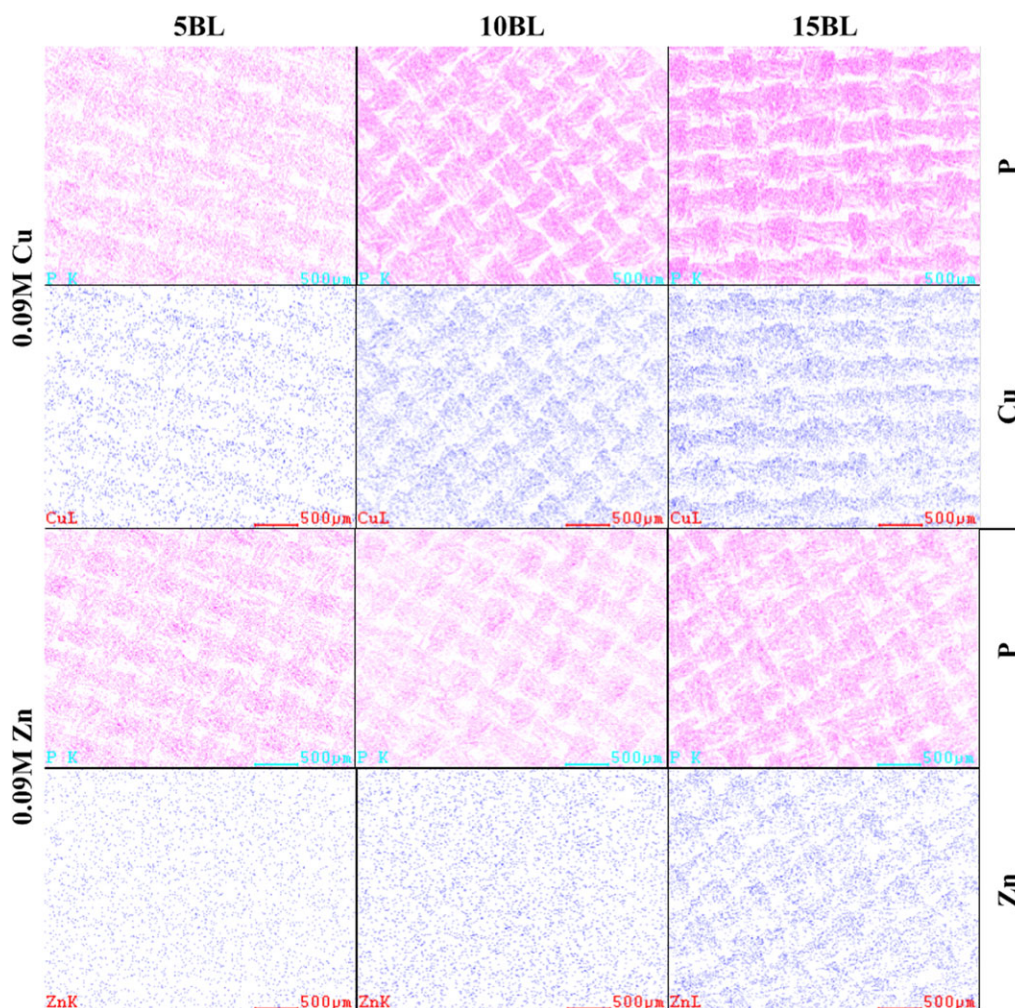 5BL 10BL 15BL
0.09M Cu
P K 500μm P K 500μm P K 500μm
P
CuL 500μm CuL 500μm CuL 500μm
Cu
0.09M Zn
P K 500μm P K 500μm P K 500μm
P
ZnK 500μm ZnK 500μm ZnL 500μm
Zn